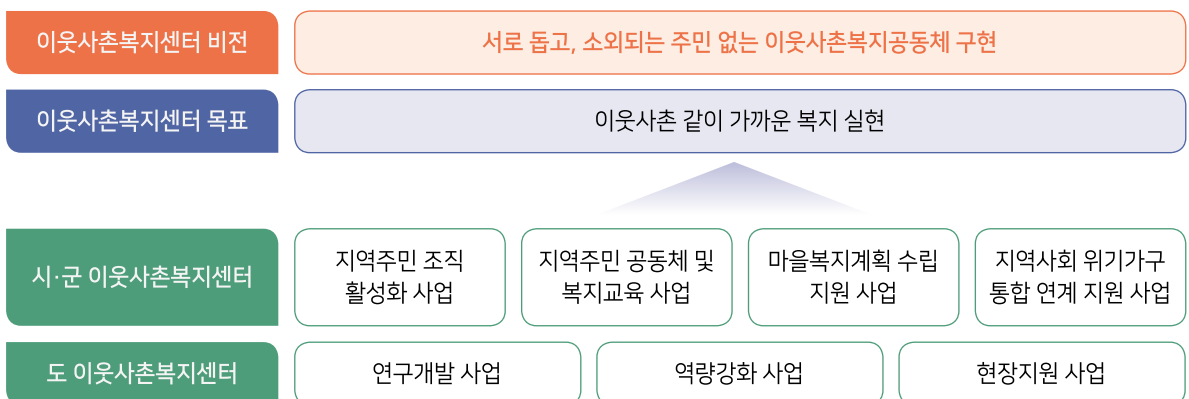 이웃사촌복지센터 비전
서로 돕고, 소외되는 주민 없는 이웃사촌복지공동체 구현
이웃사촌복지센터 목표
이웃사촌 같이 가까운 복지 실현
시·군 이웃사촌복지센터
지역주민 조직
활성화 사업
지역주민 공동체 및
복지교육 사업
마을복지계획 수립
지원 사업
지역사회 위기가구
통합 연계 지원 사업
도 이웃사촌복지센터
연구개발 사업
역량강화 사업
현장지원 사업